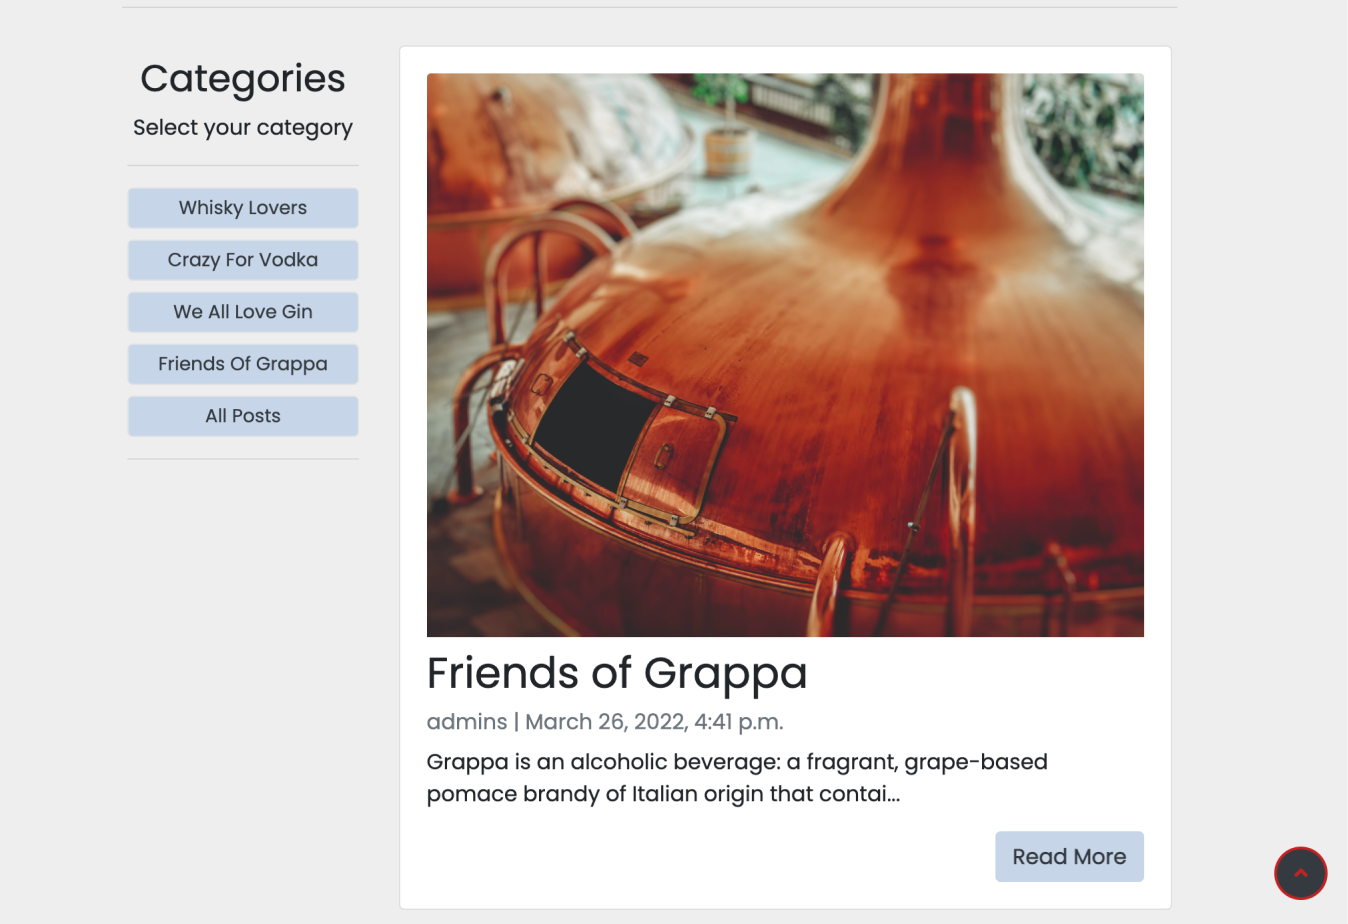 Categories
Select your category
Whisky Lovers
Crazy For Vodka
We All Love Gin
Friends Of Grappa
All Posts
Friends of Grappa
admins | March 26, 2022, 4:41 p.m.
Grappa is an alcoholic beverage: a fragrant, grape-based
pomace brandy of Italian origin that contai...
Read More